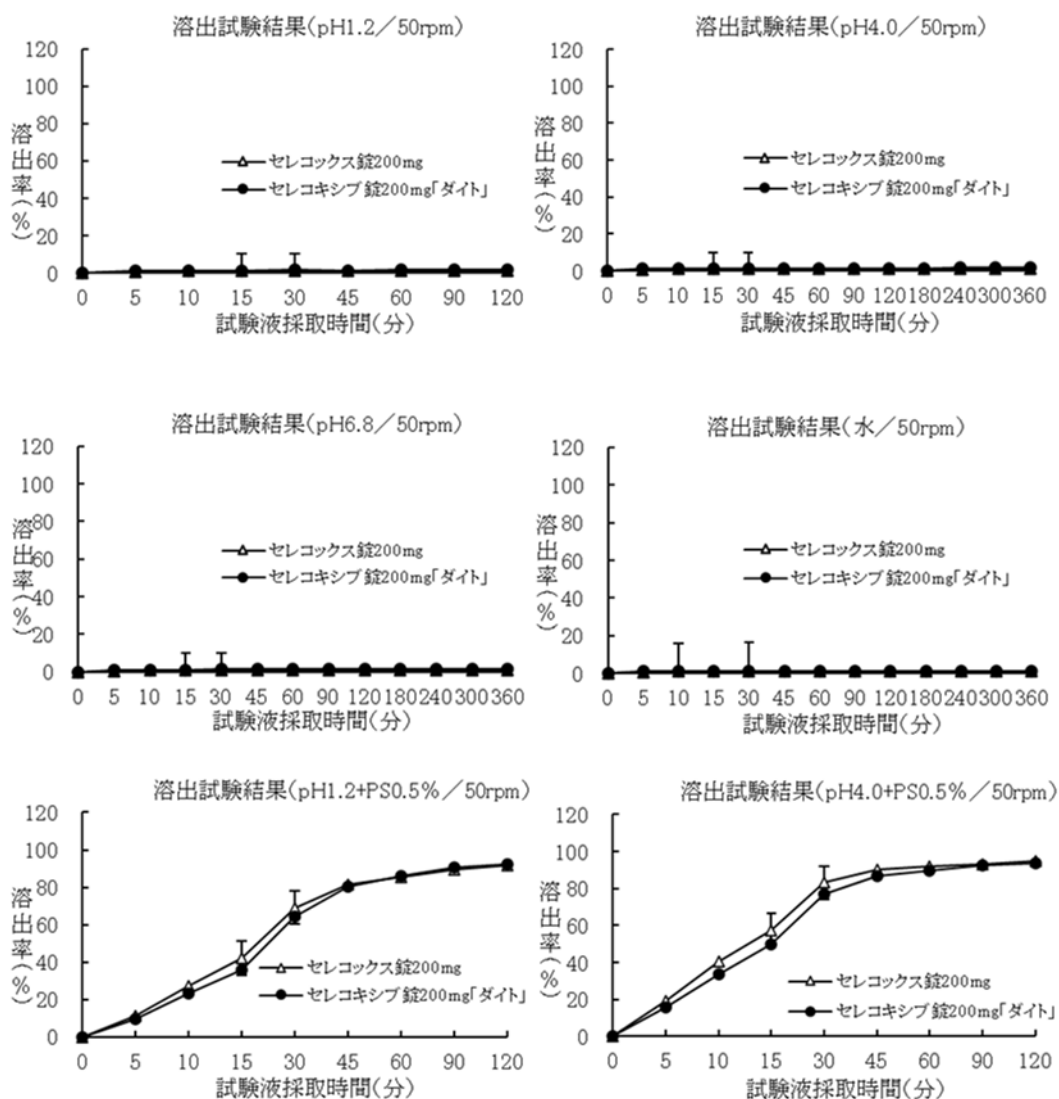 溶出試験結果(pH1.2/50rpm)
120
100
80
60
40
20
0
溶出率(%)
セレコックス錠200mg
セレコキシブ錠200mg「ダイト」
0 5 10 15 30 45 60 90 120
試験液採取時間(分)
溶出試験結果(pH4.0/50rpm)
120
100
80
60
40
20
0
溶出率(%)
セレコックス錠200mg
セレコキシブ錠200mg「ダイト」
0 5 10 15 30 45 60 90 120 180 240 300 360
試験液採取時間(分)
溶出試験結果(pH6.8/50rpm)
120
100
80
60
40
20
0
溶出率(%)
セレコックス錠200mg
セレコキシブ錠200mg「ダイト」
0 5 10 15 30 45 60 90 120 180 240 300 360
試験液採取時間(分)
溶出試験結果(水/50rpm)
120
100
80
60
40
20
0
溶出率(%)
セレコックス錠200mg
セレコキシブ錠200mg「ダイト」
0 5 10 15 30 45 60 90 120 180 240 300 360
試験液採取時間(分)
溶出試験結果(pH1.2+PS0.5%/50rpm)
120
100
80
60
40
20
0
溶出率(%)
セレコックス錠200mg
セレコキシブ錠200mg「ダイト」
0 5 10 15 30 45 60 90 120
試験液採取時間(分)
溶出試験結果(pH4.0+PS0.5%/50rpm)
120
100
80
60
40
20
0
溶出率(%)
セレコックス錠200mg
セレコキシブ錠200mg「ダイト」
0 5 10 15 30 45 60 90 120
試験液採取時間(分)